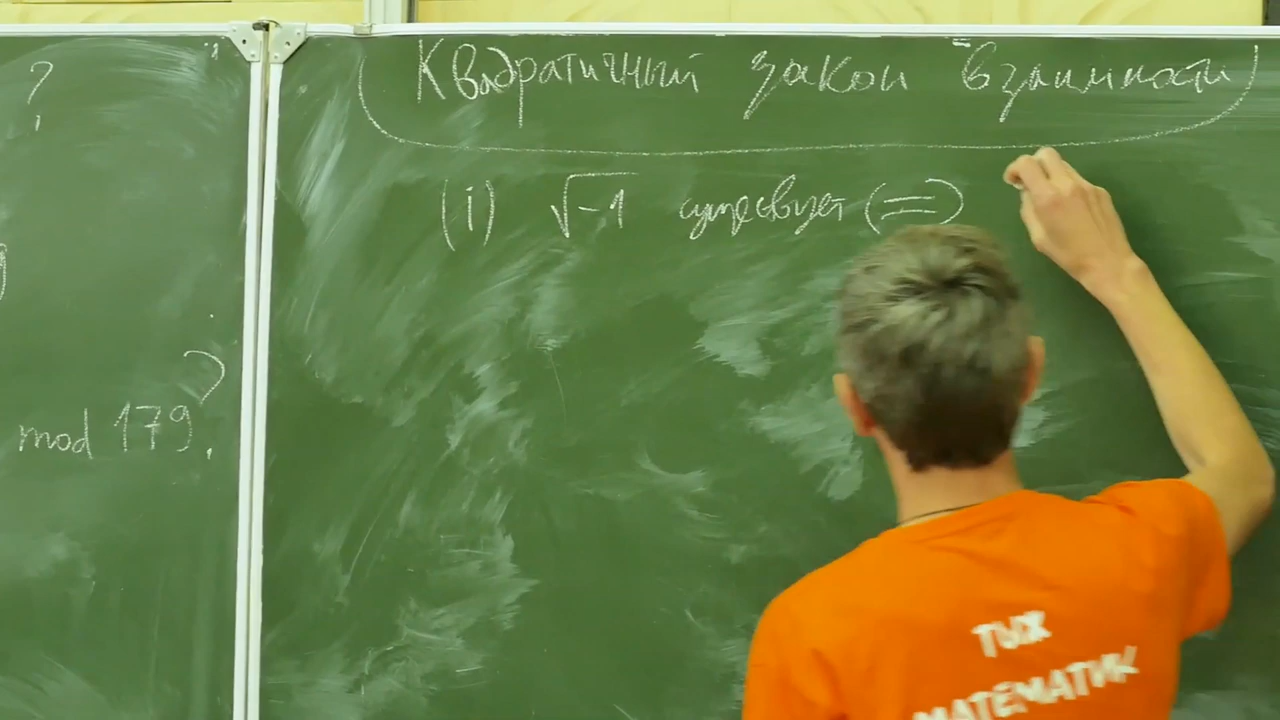 ?
mod 179?
Квадратичный закон взаимности
(i) √-1 существует (=)
ТЫЖ
МАТЕМАТИК